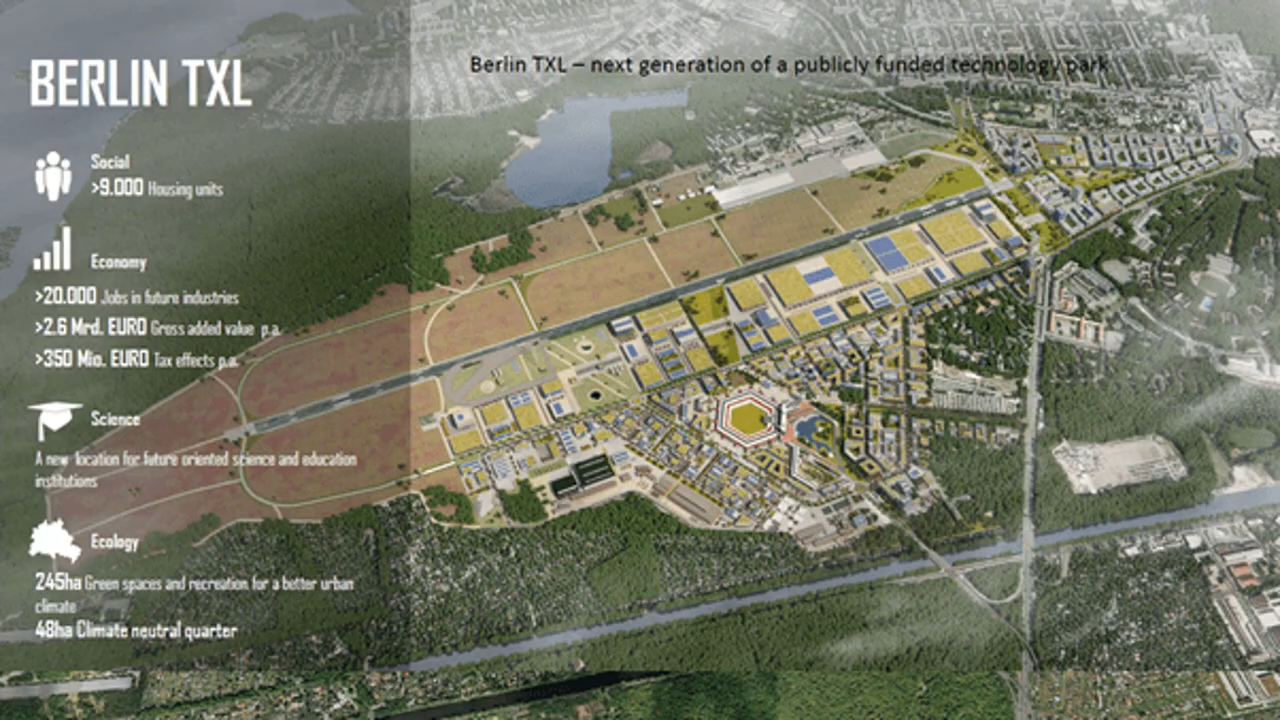 BERLIN TXL
Berlin TXL – next generation of a publicly funded technology park
Social
>9.000 Housing units
Economy
>20.000 Jobs in future industries
>2.6 Mrd. EURO Gross added value p.a.
>350 Mio. EURO Tax effects p.a.
Science
A new location for future oriented science and education
institutions
Ecology
245ha Green spaces and recreation for a better urban
climate
48ha Climate neutral quarter